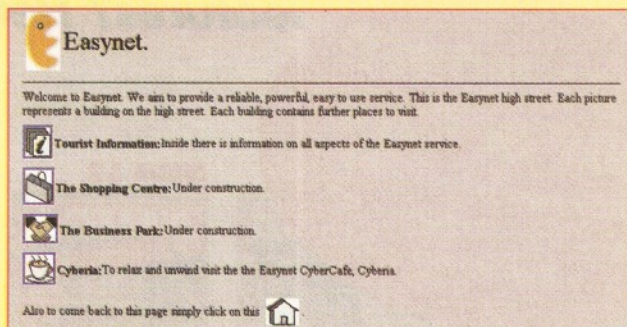 Easynet.
Welcome to Easynet. We aim to provide a reliable, powerful, easy to use service. This is the Easynet high street. Each picture
represents a building on the high street. Each building contains further places to visit.
Tourist Information: Inside there is information on all aspects of the Easynet service.
The Shopping Centre: Under construction.
The Business Park: Under construction.
Cyberia: To relax and unwind visit the the Easynet CyberCafe, Cyberia.
Also to come back to this page simply click on this